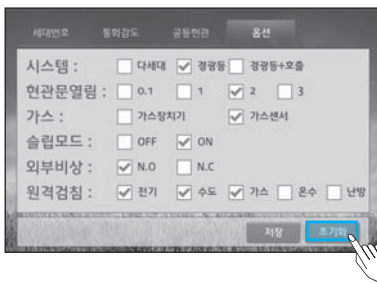 세대번호 통화감도 공동현관 옵션
시스템 : 다세대 경광등 경광등+호출
현관문열림 : 0.1 1 2 3
가스 : 가스장치기 가스센서
슬립모드 : OFF ON
외부비상 : N.O N.C
원격검침 : 전기 수도 가스 온수 난방
저장 초기화